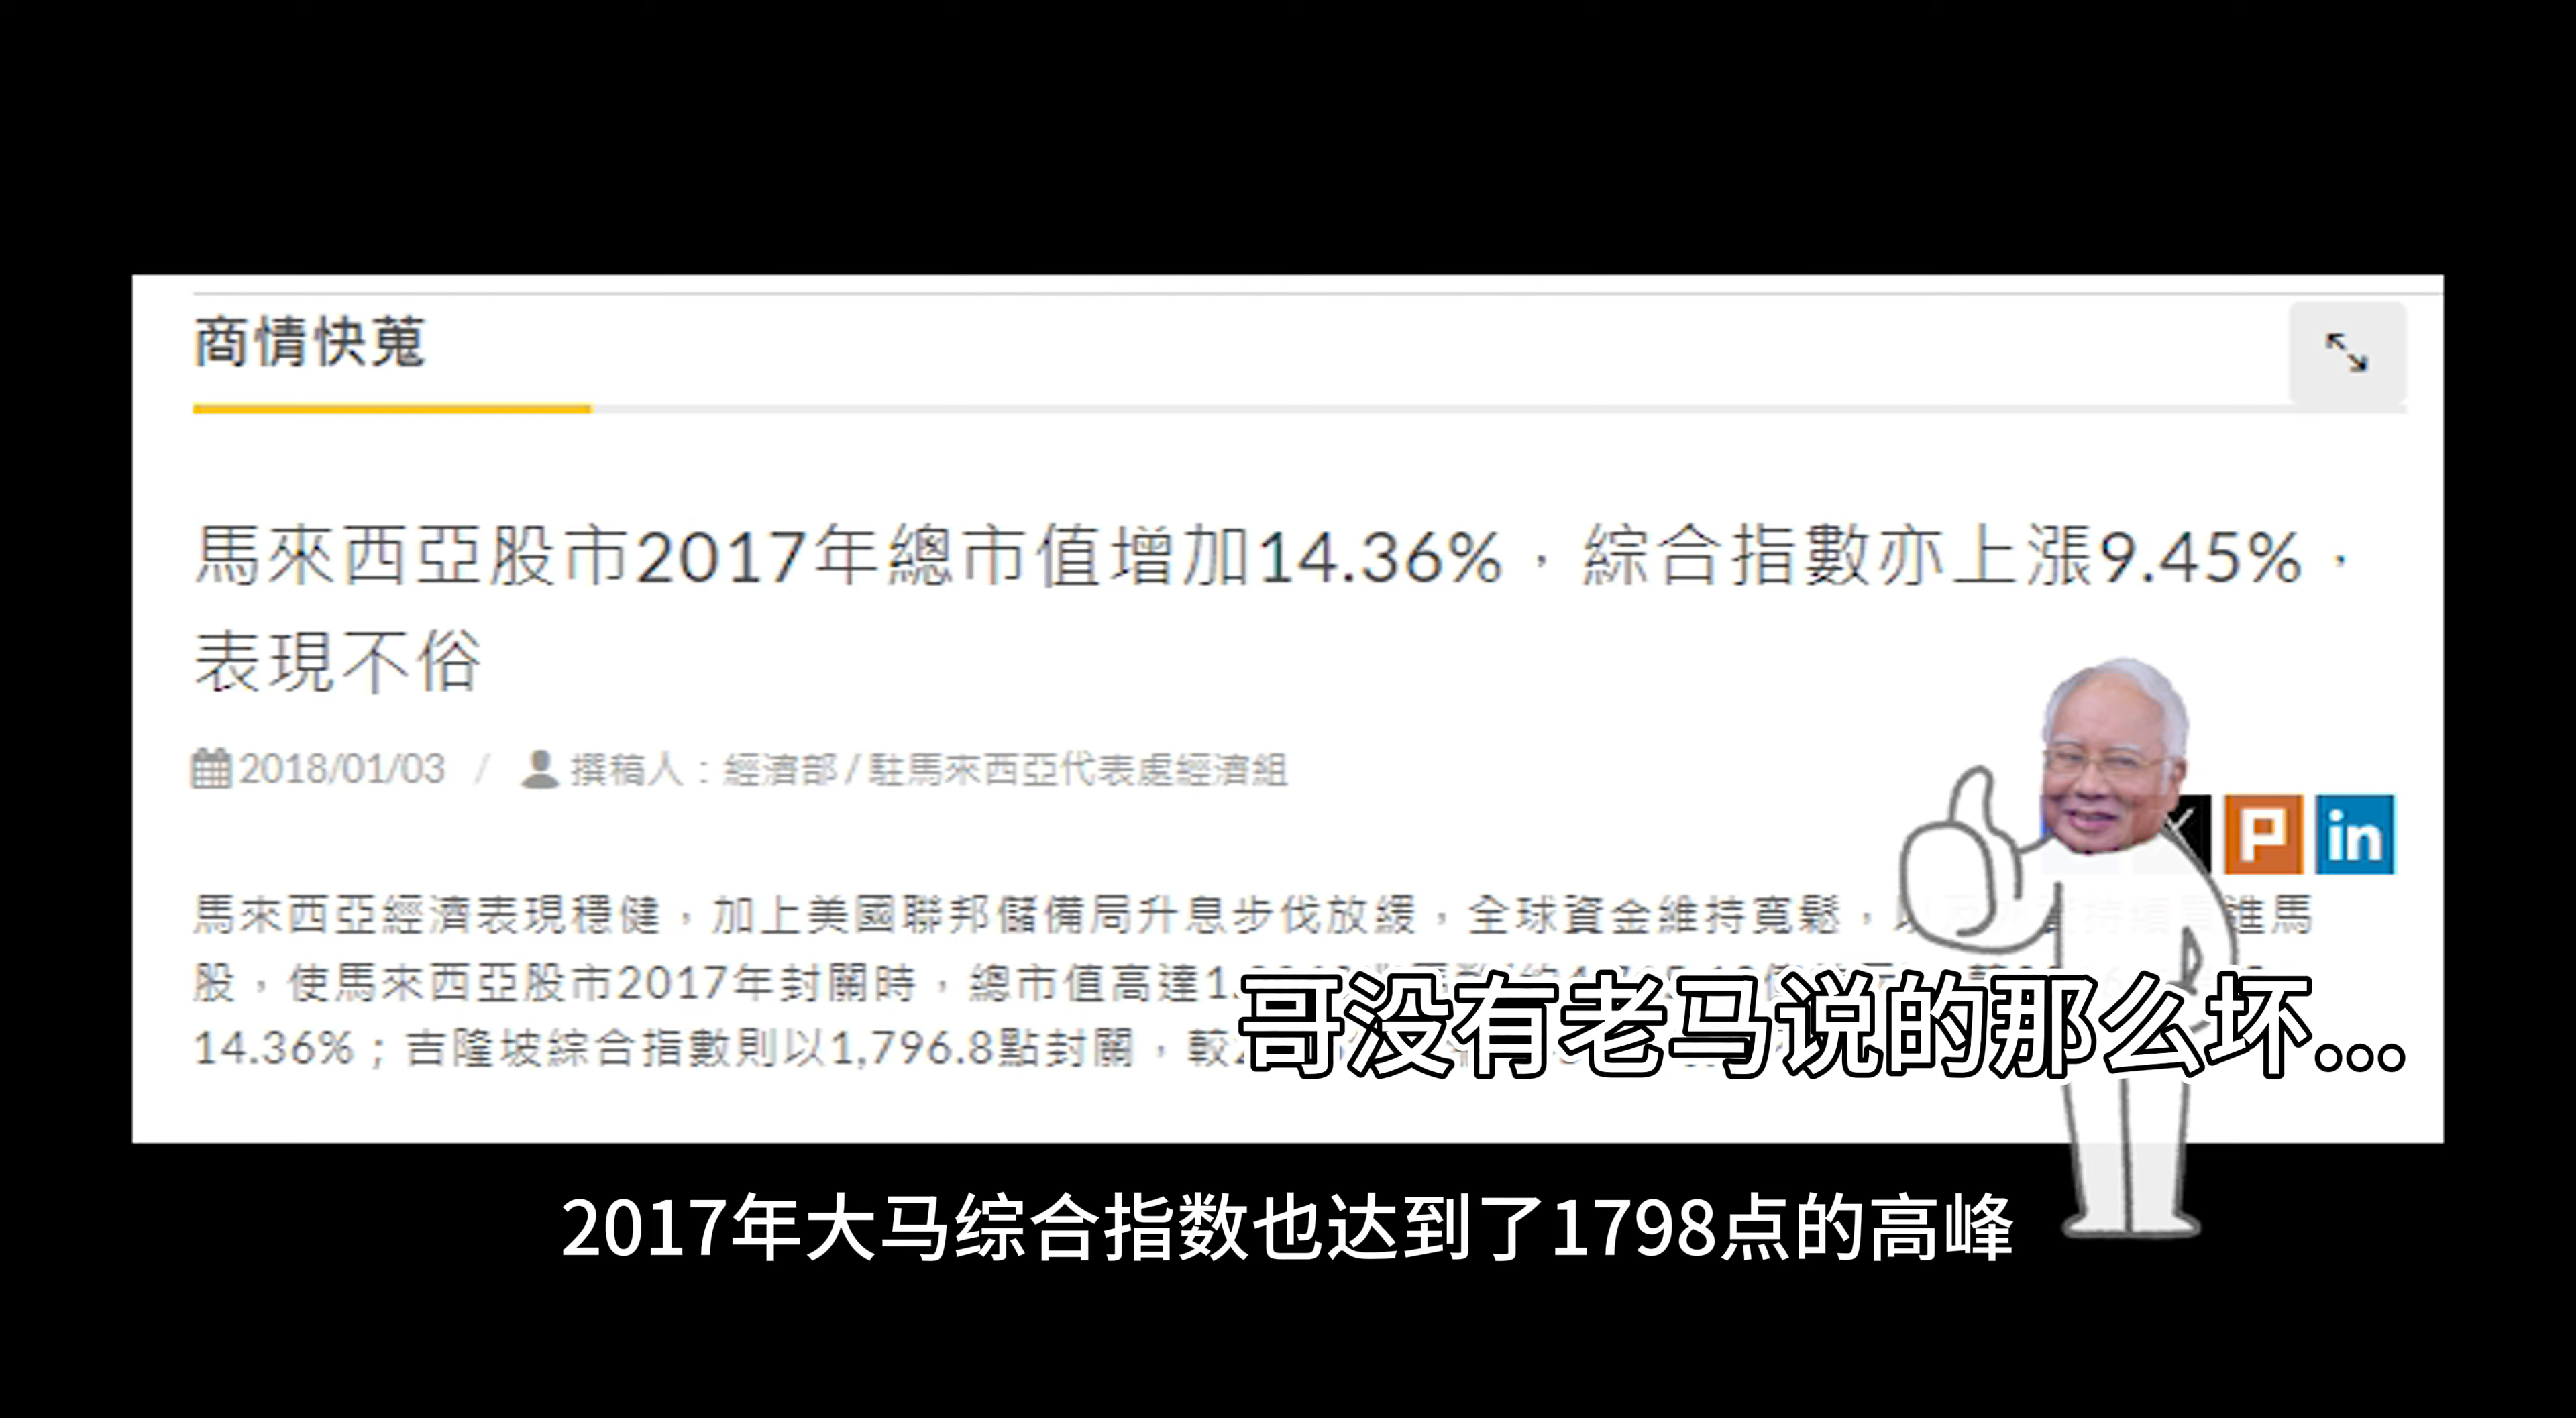 商情快蒐
馬來西亞股市2017年總市值增加14.36%，綜合指數亦上漲9.45%，
表現不俗
2018/01/03 / 撰稿人：經濟部/駐馬來西亞代表處經濟組
in
馬來西亞經濟表現穩健，加上美國聯邦儲備局升息步伐放緩，全球資金維持寬鬆，進馬
股，使馬來西亞股市2017年封關時，總市值高達1.
14.36%；吉隆坡綜合指數則以1,796.8點封關，較2
哥没有老马说的那么坏...
2017年大马综合指数也达到了1798点的高峰